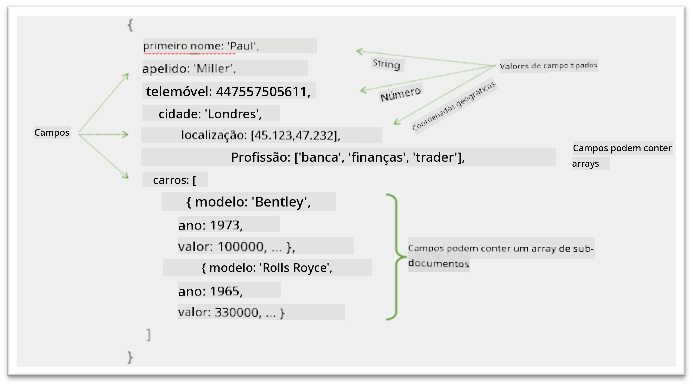 {
primeiro nome: 'Paul',
apelido: 'Miller',
String
Valores de campo tipados
telemóvel: 447557505611,
Número
Coordenadas geográficas
cidade: 'Londres',
Campos
localização: [45.123,47.232],
Profissão: ['banca', 'finanças', 'trader'],
Campos podem conter
arrays
carros: [
{ modelo: 'Bentley',
ano: 1973,
valor: 100000, ... },
Campos podem conter um array de sub-
documentos
{ modelo: 'Rolls Royce',
ano: 1965,
valor: 330000, ... }
]
}